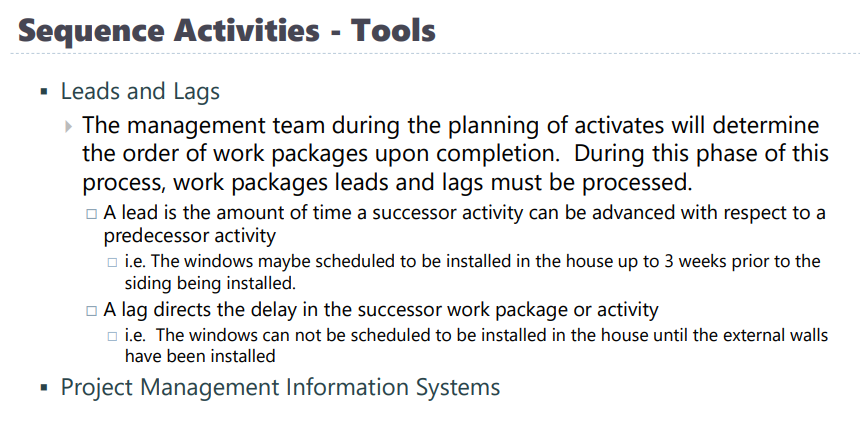 Sequence Activities - Tools
▪ Leads and Lags
The management team during the planning of activates will determine
the order of work packages upon completion.  During this phase of this
process, work packages leads and lags must be processed.
□ A lead is the amount of time a successor activity can be advanced with respect to a
predecessor activity
□ i.e. The windows maybe scheduled to be installed in the house up to 3 weeks prior to the
siding being installed.
□ A lag directs the delay in the successor work package or activity
□ i.e.  The windows can not be scheduled to be installed in the house until the external walls
have been installed
▪ Project Management Information Systems